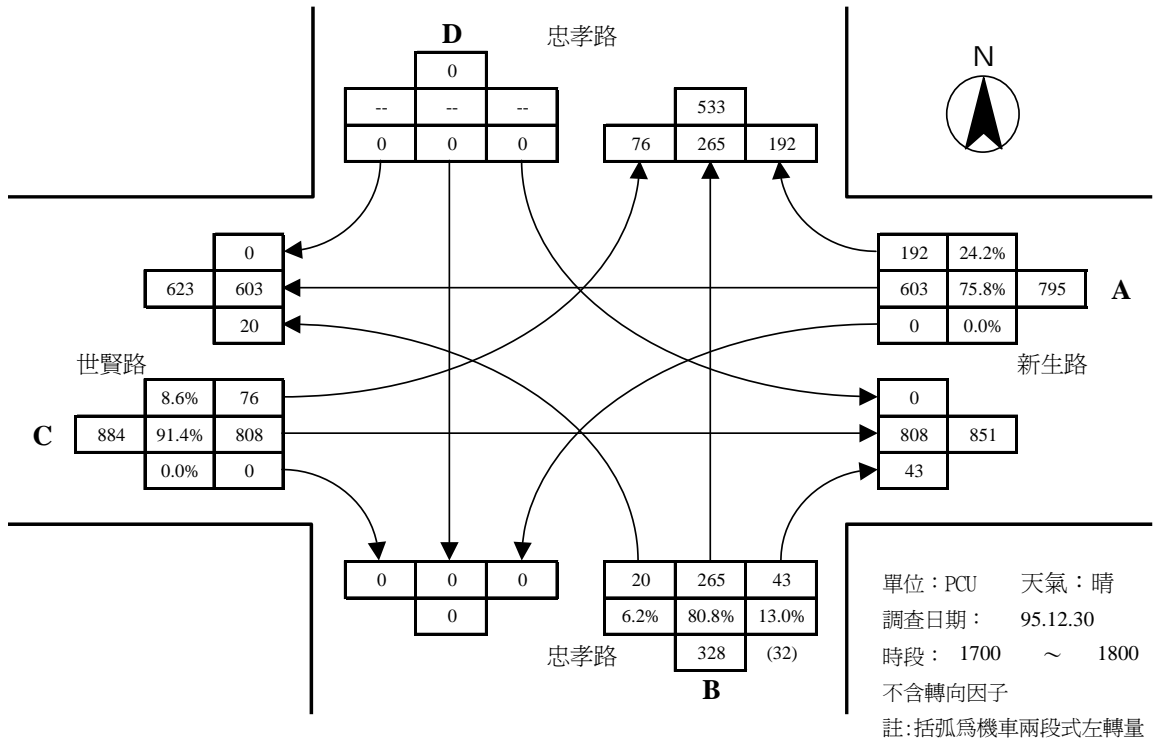 D 忠孝路
N
0
-- -- --
0 0 0
533
76 265 192
0
623 603
20
192 24.2%
603 75.8% 795 A
0 0.0%
世賢路
新生路
8.6% 76
C 884 91.4% 808
0.0% 0
0
808 851
43
0 0 0
0
20 265 43
6.2% 80.8% 13.0%
忠孝路 328 (32)
B
單位：PCU 天氣：晴
調查日期： 95.12.30
時段： 1700 ～ 1800
不含轉向因子
註:括弧爲機車兩段式左轉量